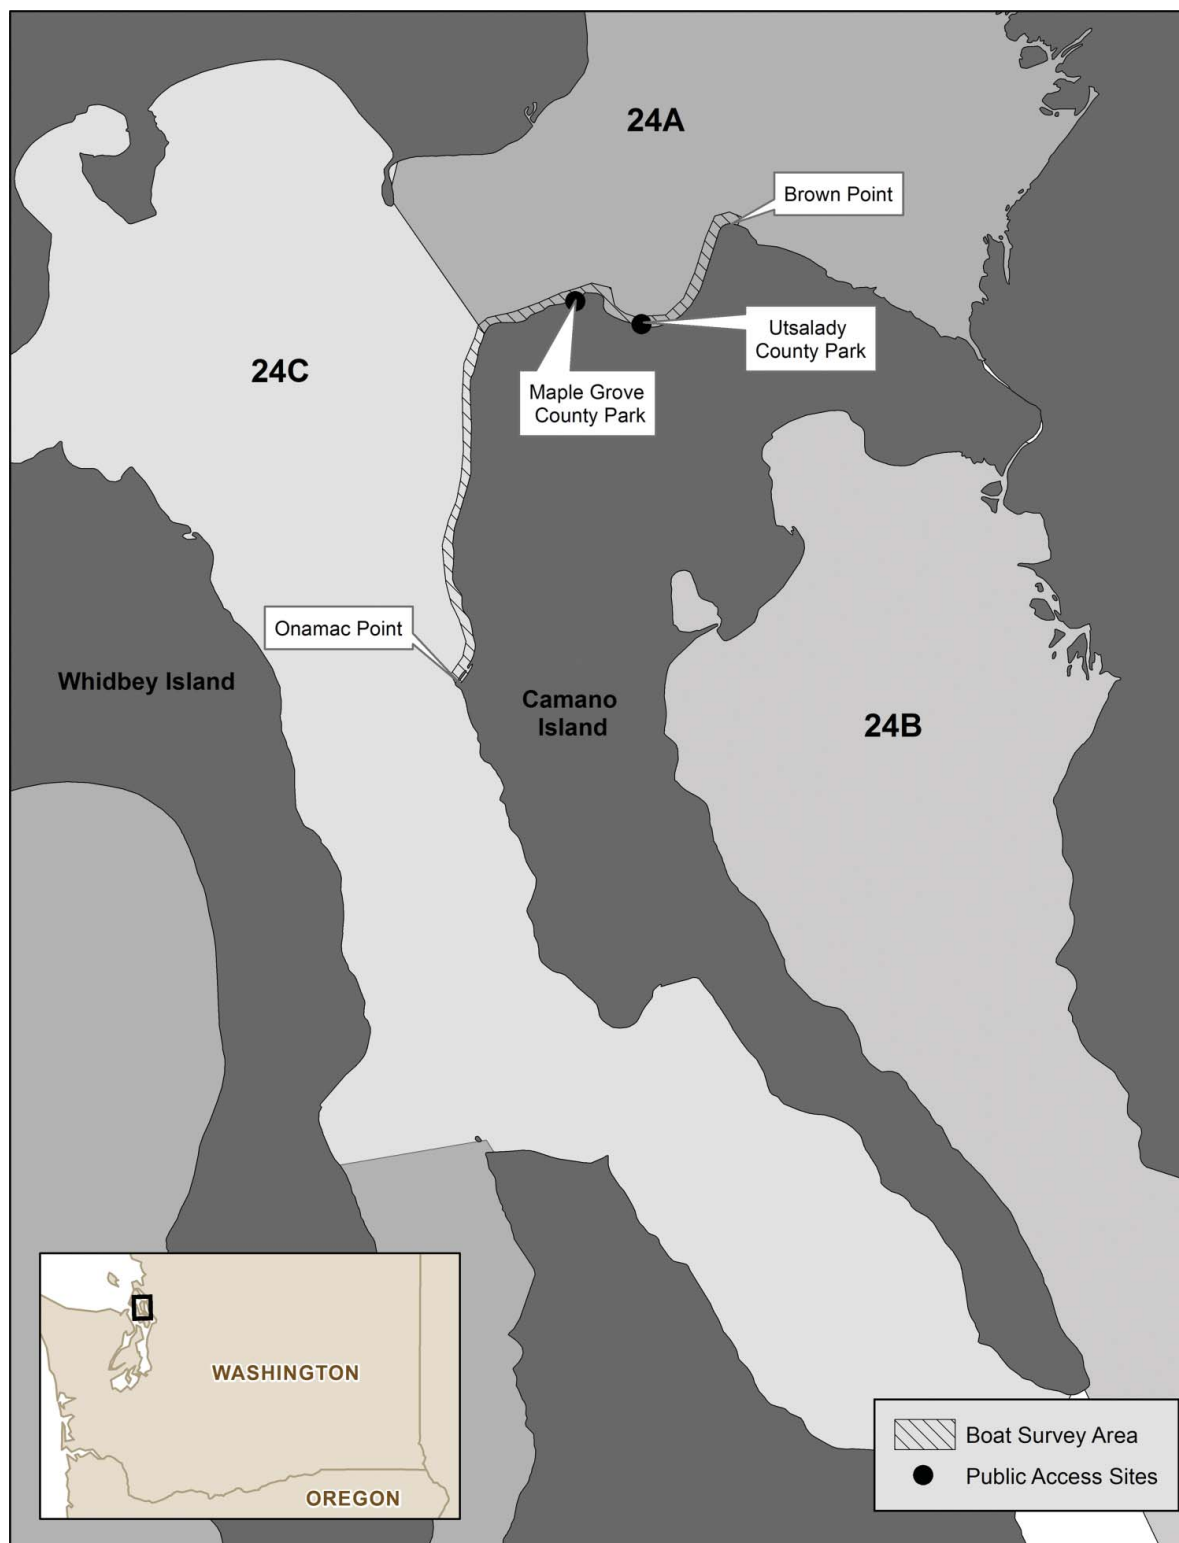 24A
Brown Point
Utsalady
County Park
24C
Maple Grove
County Park
Onamac Point
Whidbey Island
Camano
Island
24B
WASHINGTON
OREGON
Boat Survey Area
Public Access Sites